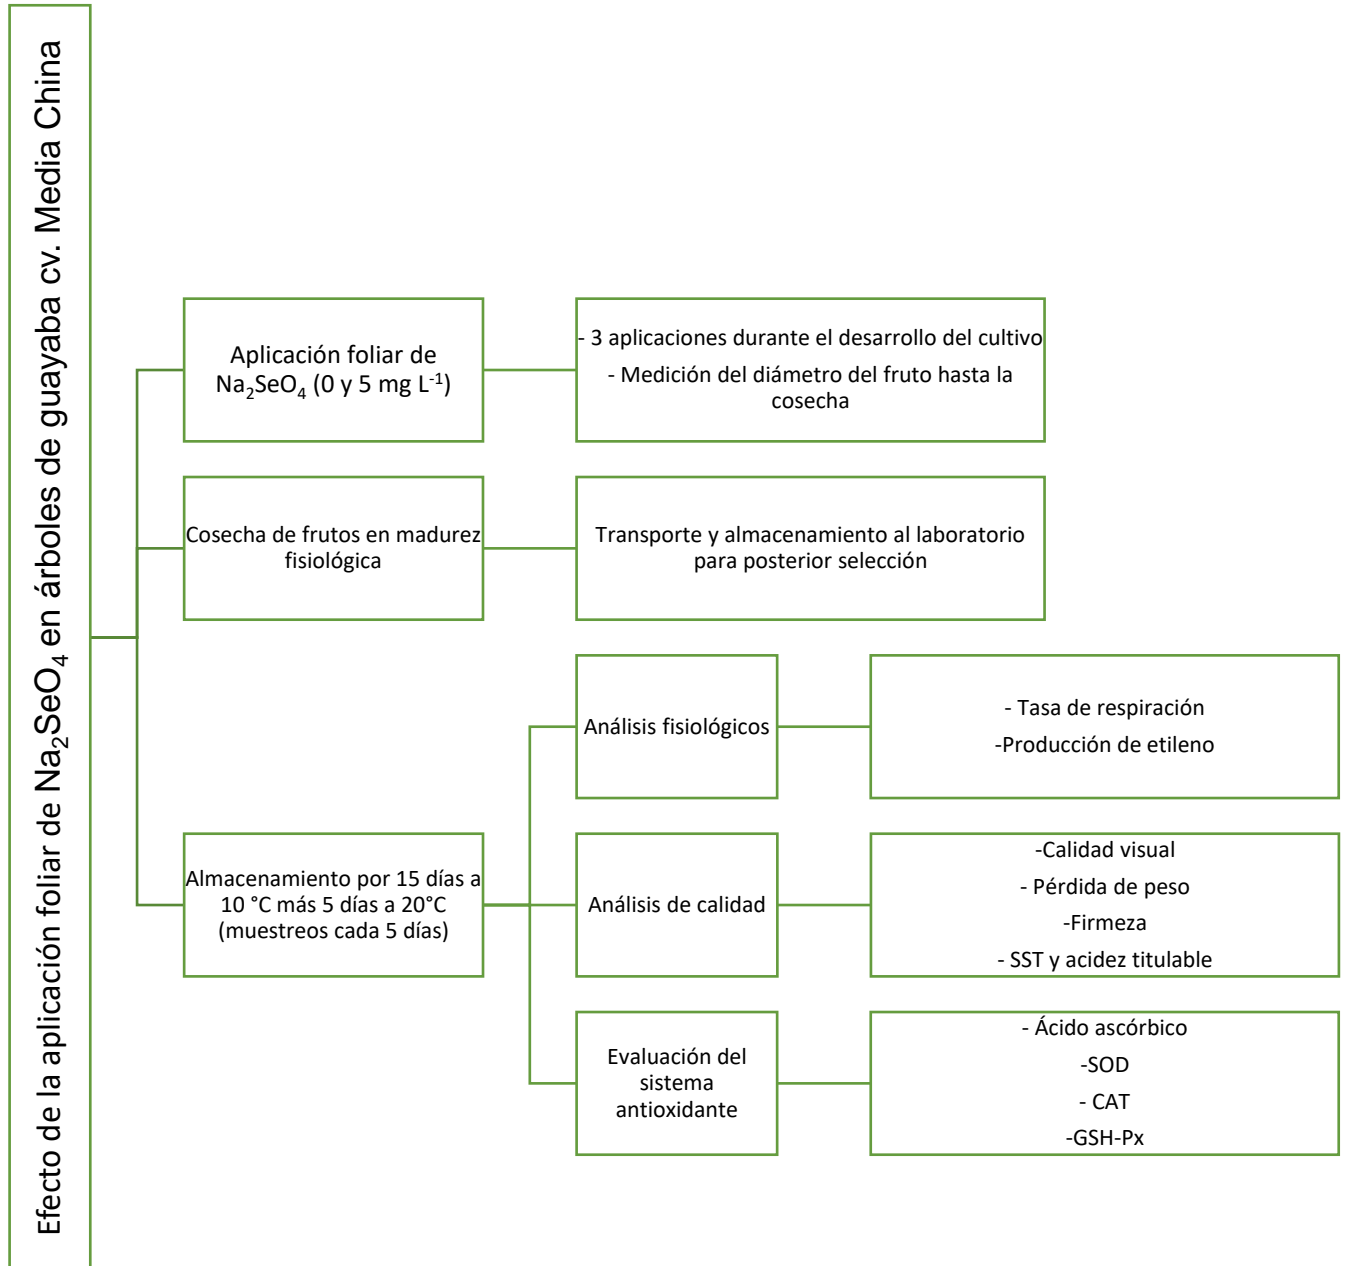 Efecto de la aplicación foliar de Na₂SeO₄ en árboles de guayaba cv. Media China
Aplicación foliar de
Na₂SeO₄ (0 y 5 mg L⁻¹)
- 3 aplicaciones durante el desarrollo del cultivo
- Medición del diámetro del fruto hasta la
cosecha
Cosecha de frutos en madurez
fisiológica
Transporte y almacenamiento al laboratorio
para posterior selección
Almacenamiento por 15 días a
10 °C más 5 días a 20°C
(muestreos cada 5 días)
Análisis fisiológicos
- Tasa de respiración
-Producción de etileno
Análisis de calidad
-Calidad visual
- Pérdida de peso
-Firmeza
- SST y acidez titulable
Evaluación del
sistema
antioxidante
- Ácido ascórbico
-SOD
- CAT
-GSH-Px